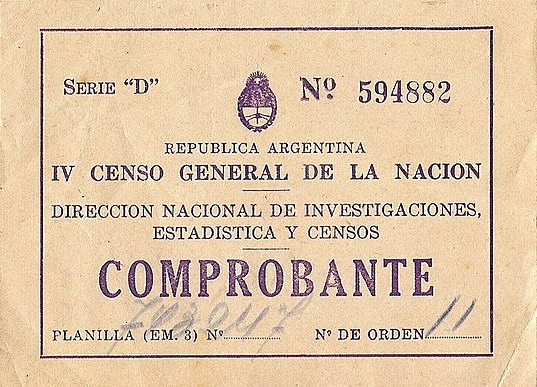 SERIE "D"
Nº 594882
REPUBLICA ARGENTINA
IV CENSO GENERAL DE LA NACION
DIRECCION NACIONAL DE INVESTIGACIONES,
ESTADISTICA Y CENSOS
COMPROBANTE
PLANILLA (EM. 3) Nº
Nº DE ORDEN 11